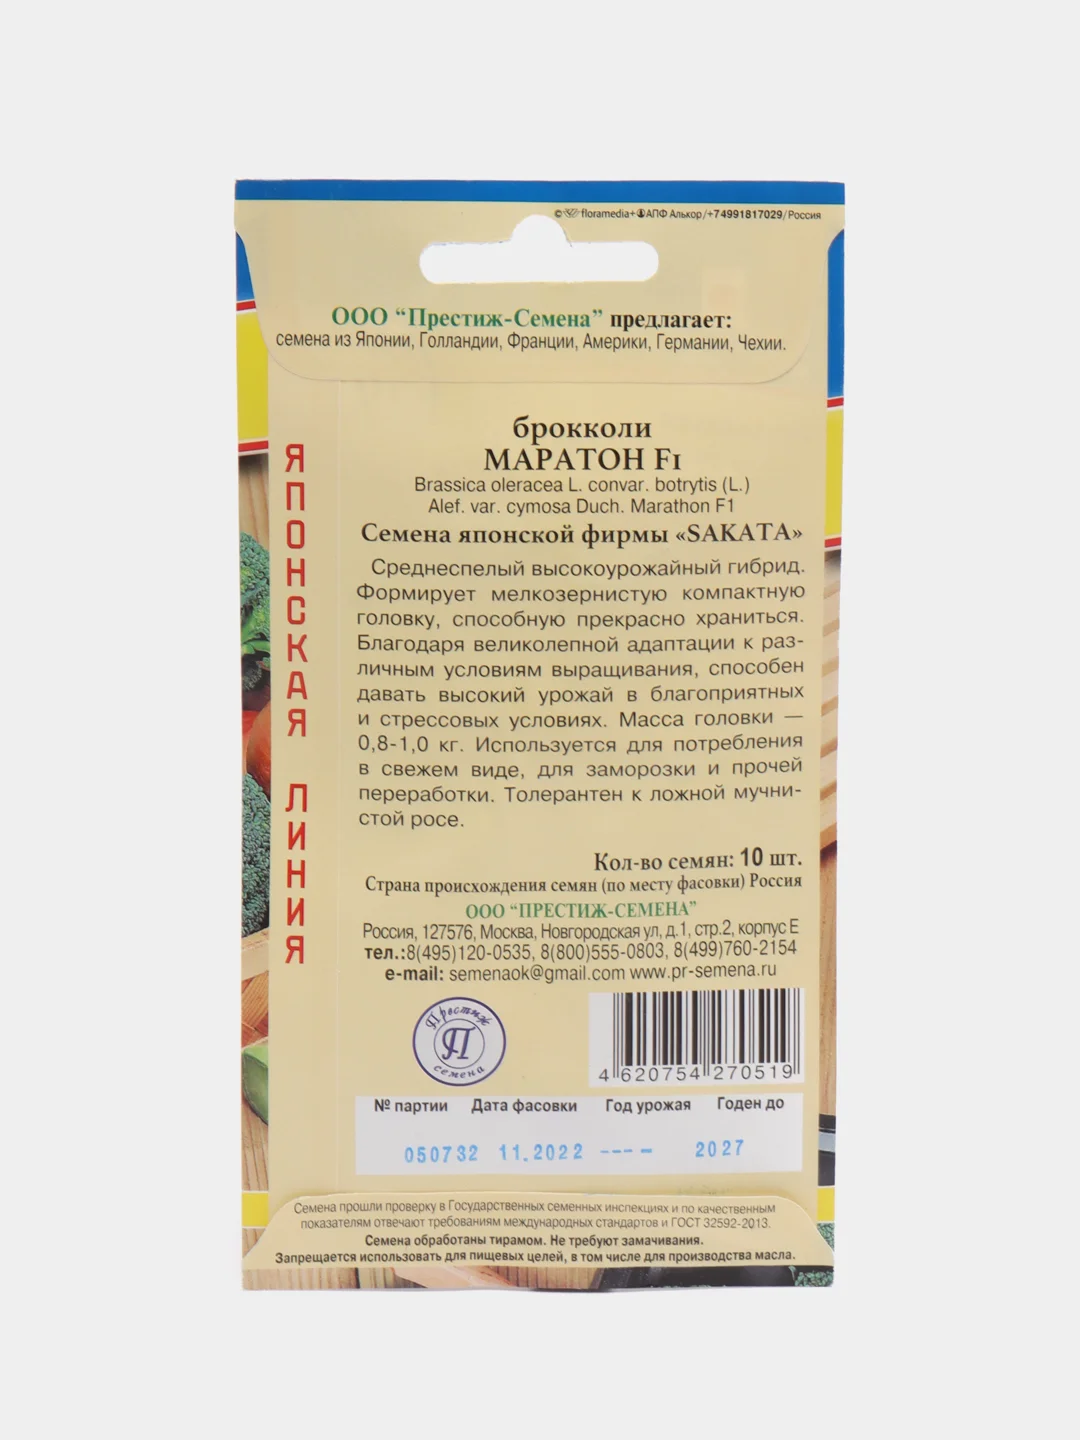 © floramedia+ АПФ Алькор/+74991817029/Россия
ООО “Престиж-Семена” предлагает:
семена из Японии, Голландии, Франции, Америки, Германии, Чехии.
ЯПОНСКАЯ ЛИНИЯ
брокколи
МАРАТОН F1
Brassica oleracea L. convar. botrytis (L.)
Alef. var. cymosa Duch. Marathon F1
Семена японской фирмы «SAKATA»
Среднеспелый высокоурожайный гибрид.
Формирует мелкозернистую компактную
головку, способную прекрасно храниться.
Благодаря великолепной адаптации к раз-
личным условиям выращивания, способен
давать высокий урожай в благоприятных
и стрессовых условиях. Масса головки —
0,8-1,0 кг. Используется для потребления
в свежем виде, для заморозки и прочей
переработки. Толерантен к ложной мучни-
стой росе.
Кол-во семян: 10 шт.
Страна происхождения семян (по месту фасовки) Россия
ООО “ПРЕСТИЖ-СЕМЕНА”
Россия, 127576, Москва, Новгородская ул, д.1, стр.2, корпус Е
тел.:8(495)120-0535, 8(800)555-0803, 8(499)760-2154
e-mail: semenaok@gmail.com www.pr-semena.ru
Престиж
П
семена
4 620754 270519
№ партии Дата фасовки Год урожая Годен до
050732 11.2022 ---- 2027
Семена прошли проверку в Государственных семенных инспекциях и по качественным
показателям отвечают требованиям международных стандартов и ГОСТ 32592-2013.
Семена обработаны тирамом. Не требуют замачивания.
Запрещается использовать для пищевых целей, в том числе для производства масла.